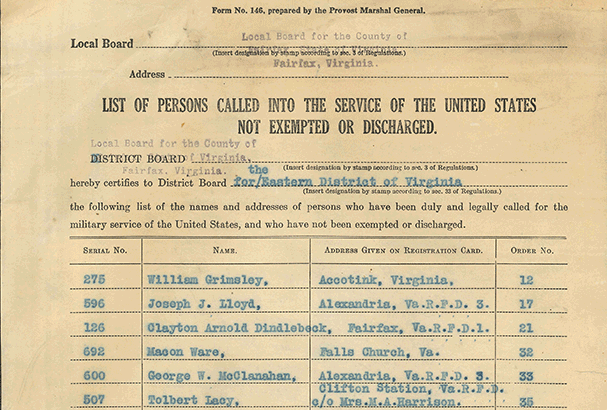 Form No. 146, prepared by the Provost Marshal General.
Local Board for the County of
Local Board
(Insert designation by stamp according to sec. 3 of Regulations.)
Fairfax, Virginia.
Address
LIST OF PERSONS CALLED INTO THE SERVICE OF THE UNITED STATES
NOT EXEMPTED OR DISCHARGED.
Local Board for the County of
DISTRICT BOARD Virginia.
Fairfax. Virginia.
(Insert designation by stamp according to sec. 3 of Regulations.)
the
hereby certifies to District Board for/Eastern District of Virginia
(Insert designation by stamp according to sec. 33 of Regulations.)
the following list of the names and addresses of persons who have been duly and legally called for the
military service of the United States, and who have not been exempted or discharged.
SERIAL NO. NAME. ADDRESS GIVEN ON REGISTRATION CARD. ORDER NO.
275 William Grimsley, Accotink, Virginia, 12
596 Joseph J. Lloyd, Alexandria, Va.R.F.D. 3. 17
126 Clayton Arnold Dindlebeck, Fairfax, Va.R.F.D.1. 21
692 Macon Ware, Falls Church, Va. 32
600 George W. McClanahan, Alexandria, Va.R.F.D. 3. 33
Clifton Station, Va.R.F.D.
507 Tolbert Lacy, c/o Mrs.M.A.Harrison. 35